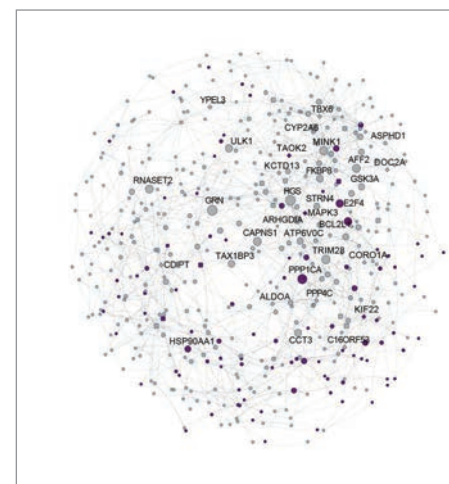 YPEL3
TBX6
CYP2A6
ULK1
MINK1
ASPHD1
TAOK2
DOC2A
KCTD13
FKBP8
AFF2
GSK3A
RNASET2
HGS
STRN4
E2F4
GRN
MAPK3
ARHGDIA
BCL2L
CAPNS1
ATP6V0C
TAX1BP3
TRIM28
CORO1A
CDIPT
PPP1CA
ALDOA
PPP4C
KIF22
HSP90AA1
CCT3
C16ORF53